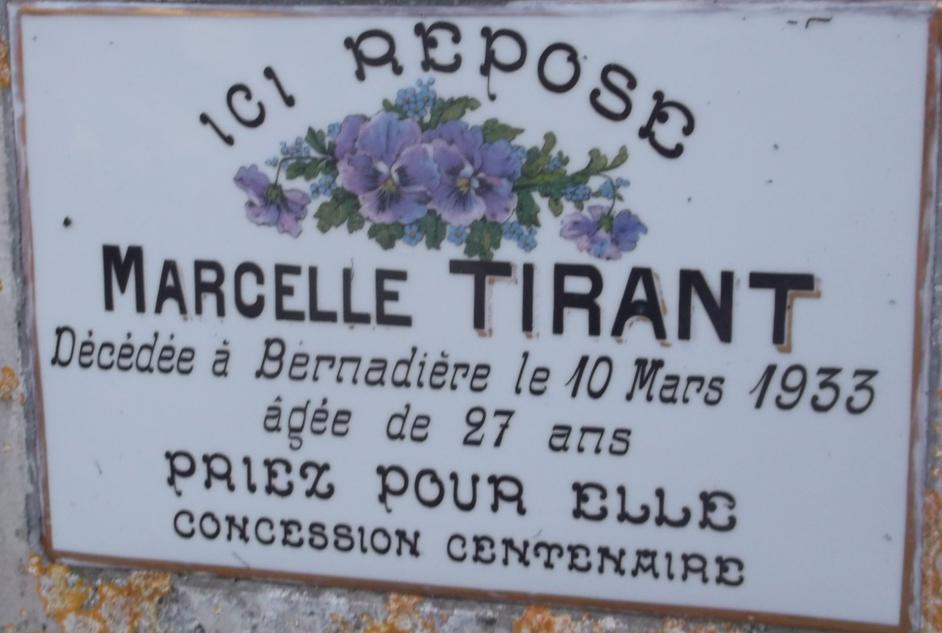 ICI REPOSE
MARCELLE TIRANT
Décédée à Bernadière le 10 Mars 1933
âgée de 27 ans
PRIEZ POUR ELLE
CONCESSION CENTENAIRE